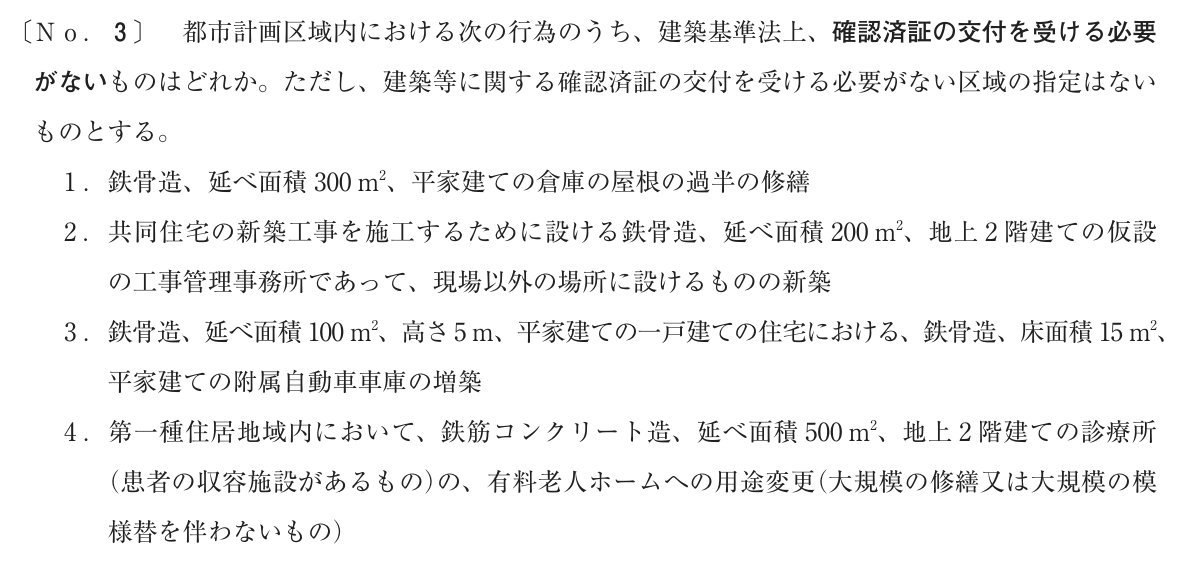 〔Ｎｏ．３〕　都市計画区域内における次の行為のうち、建築基準法上、確認済証の交付を受ける必要
がないものはどれか。ただし、建築等に関する確認済証の交付を受ける必要がない区域の指定はない
ものとする。
１．鉄骨造、延べ面積 300 m²、平家建ての倉庫の屋根の過半の修繕
２．共同住宅の新築工事を施工するために設ける鉄骨造、延べ面積 200 m²、地上２階建ての仮設
の工事管理事務所であって、現場以外の場所に設けるものの新築
３．鉄骨造、延べ面積 100 m²、高さ５m、平家建ての一戸建ての住宅における、鉄骨造、床面積 15 m²、
平家建ての附属自動車車庫の増築
４．第一種住居地域内において、鉄筋コンクリート造、延べ面積 500 m²、地上２階建ての診療所
(患者の収容施設があるもの)の、有料老人ホームへの用途変更(大規模の修繕又は大規模の模
様替を伴わないもの)